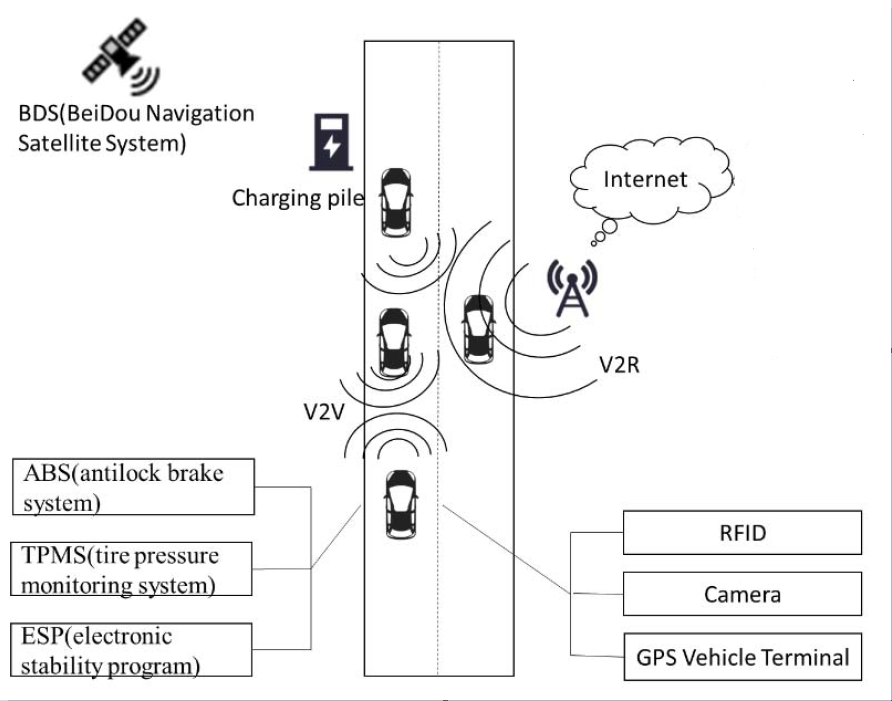 BDS(BeiDou Navigation
Satellite System)
Charging pile
Internet
V2R
V2V
ABS(antilock brake
system)
TPMS(tire pressure
monitoring system)
ESP(electronic
stability program)
RFID
Camera
GPS Vehicle Terminal